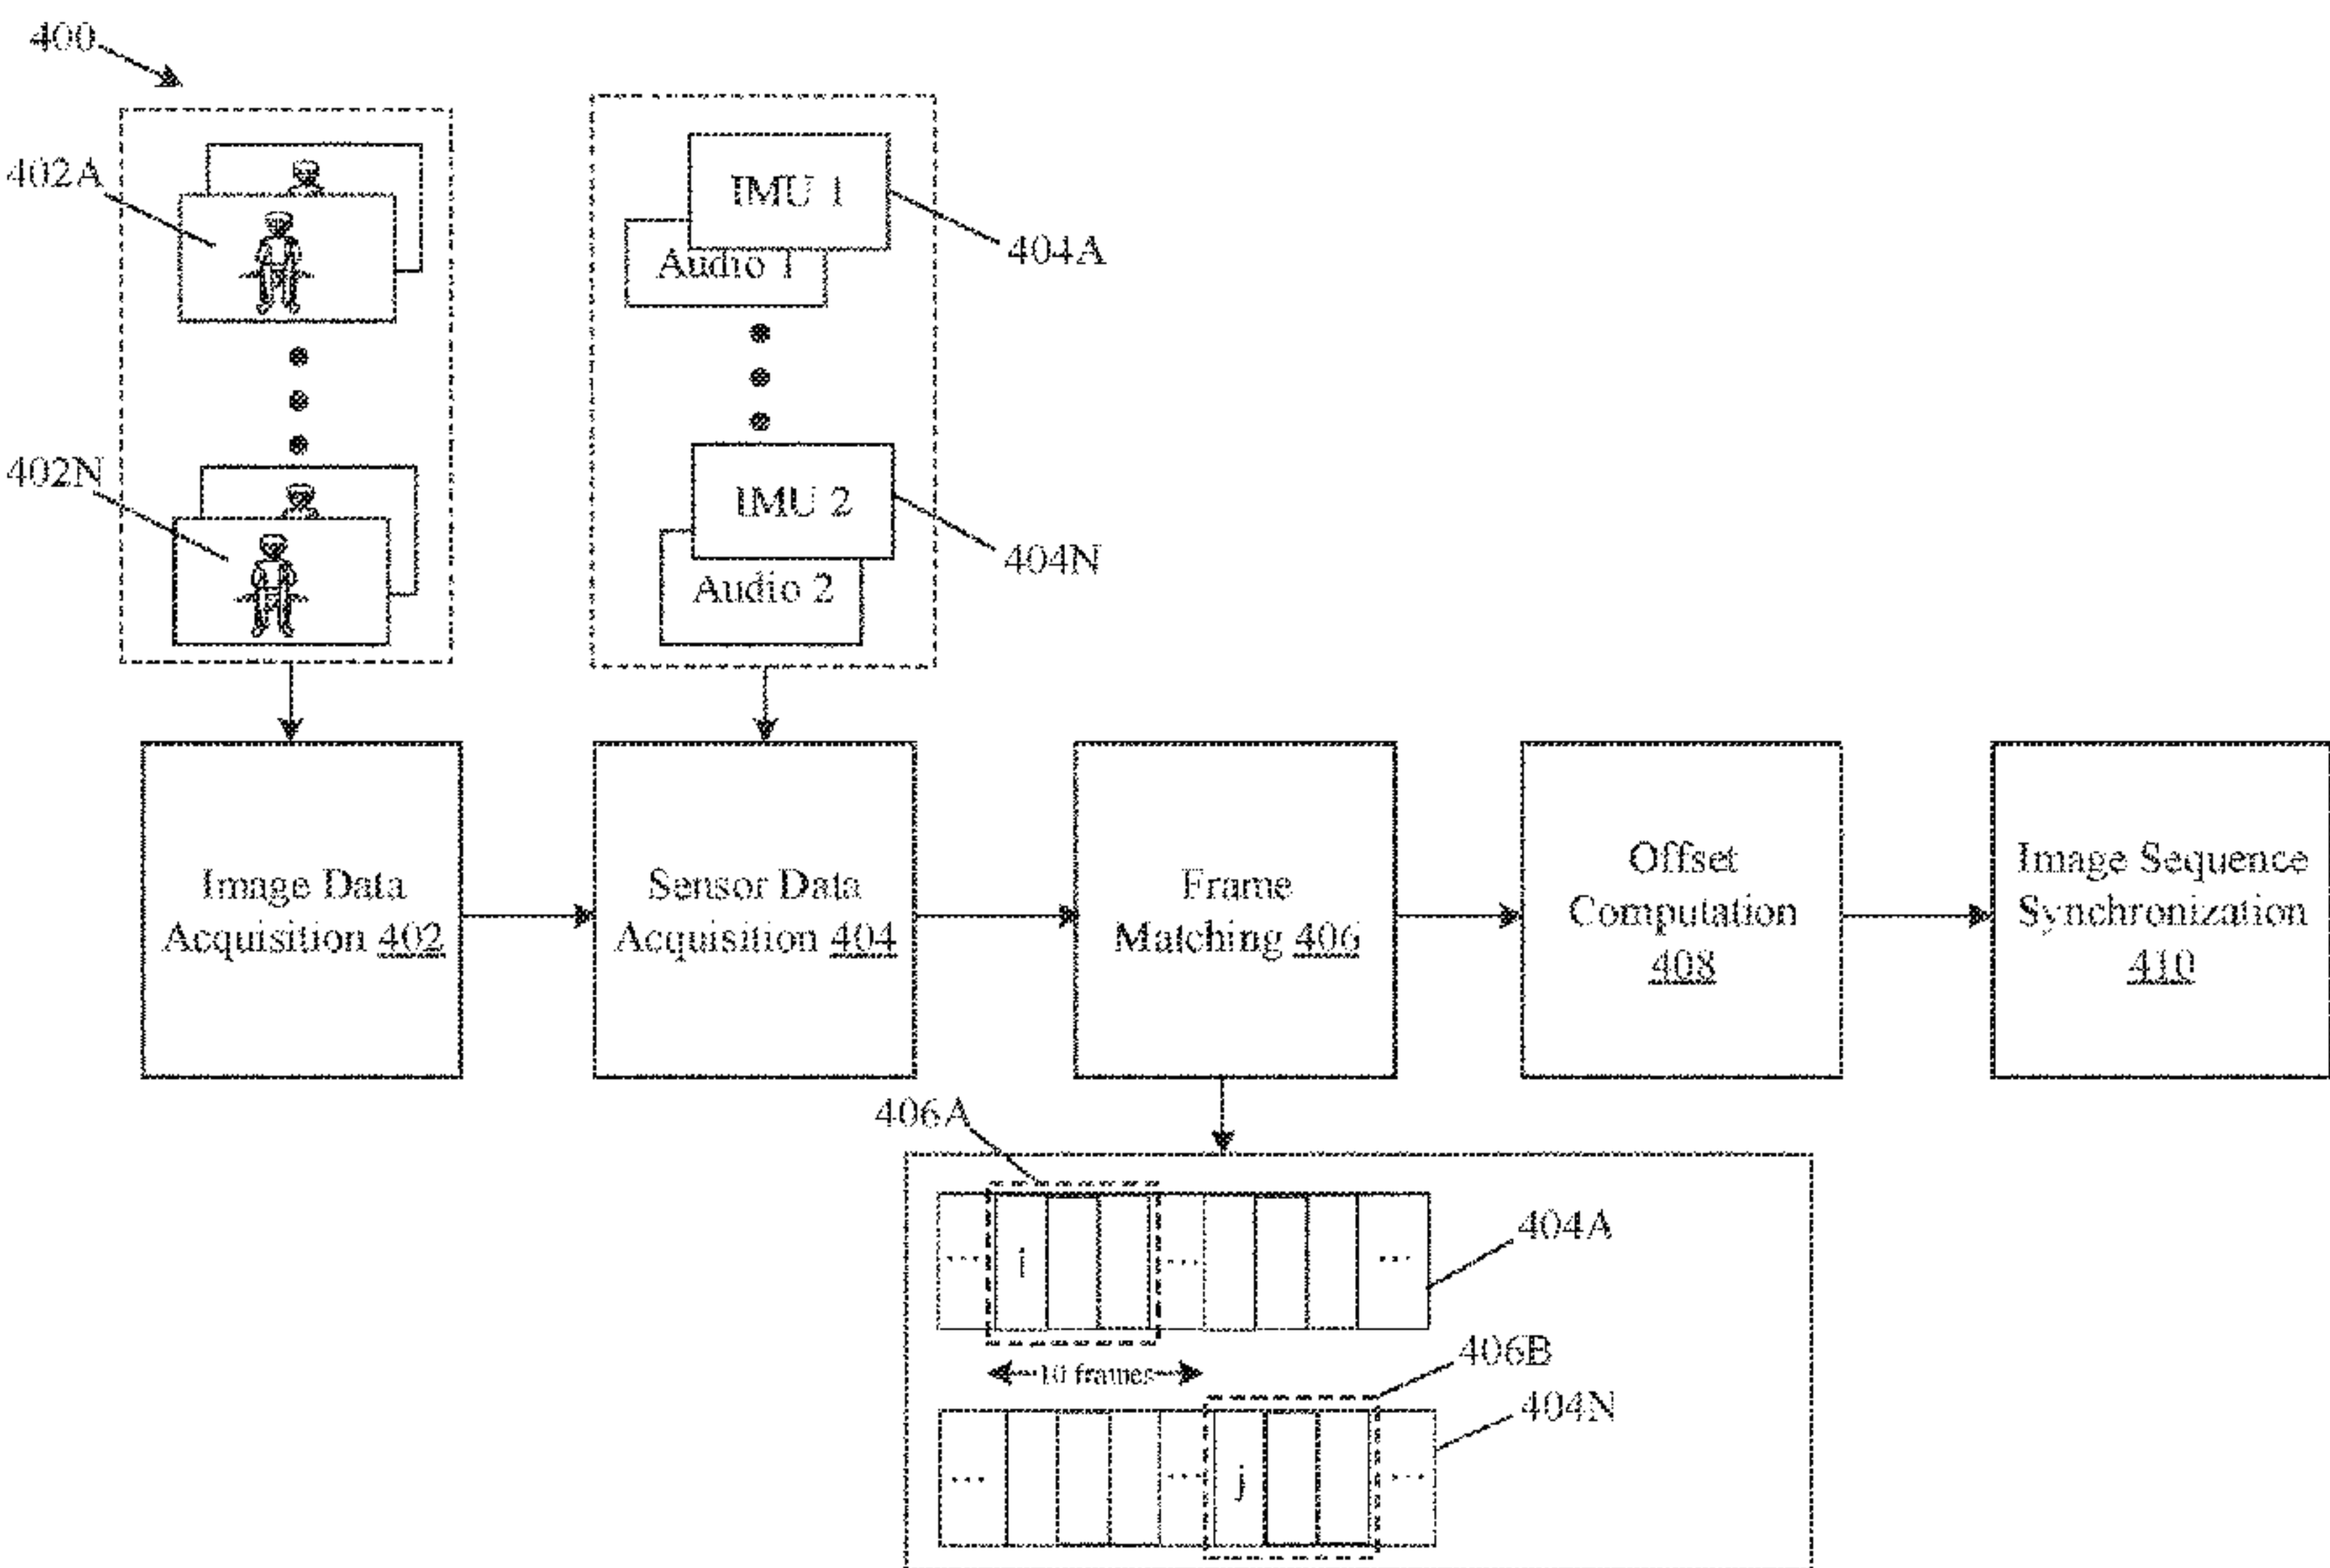 400
402A
402N
IMU 1
Audio 1
404A
IMU 2
Audio 2
404N
Image Data
Acquisition 402
Sensor Data
Acquisition 404
Frame
Matching 406
Offset
Computation
408
Image Sequence
Synchronization
410
406A
... i ... ...
404A
10 frames
406B
... ... j ...
404N